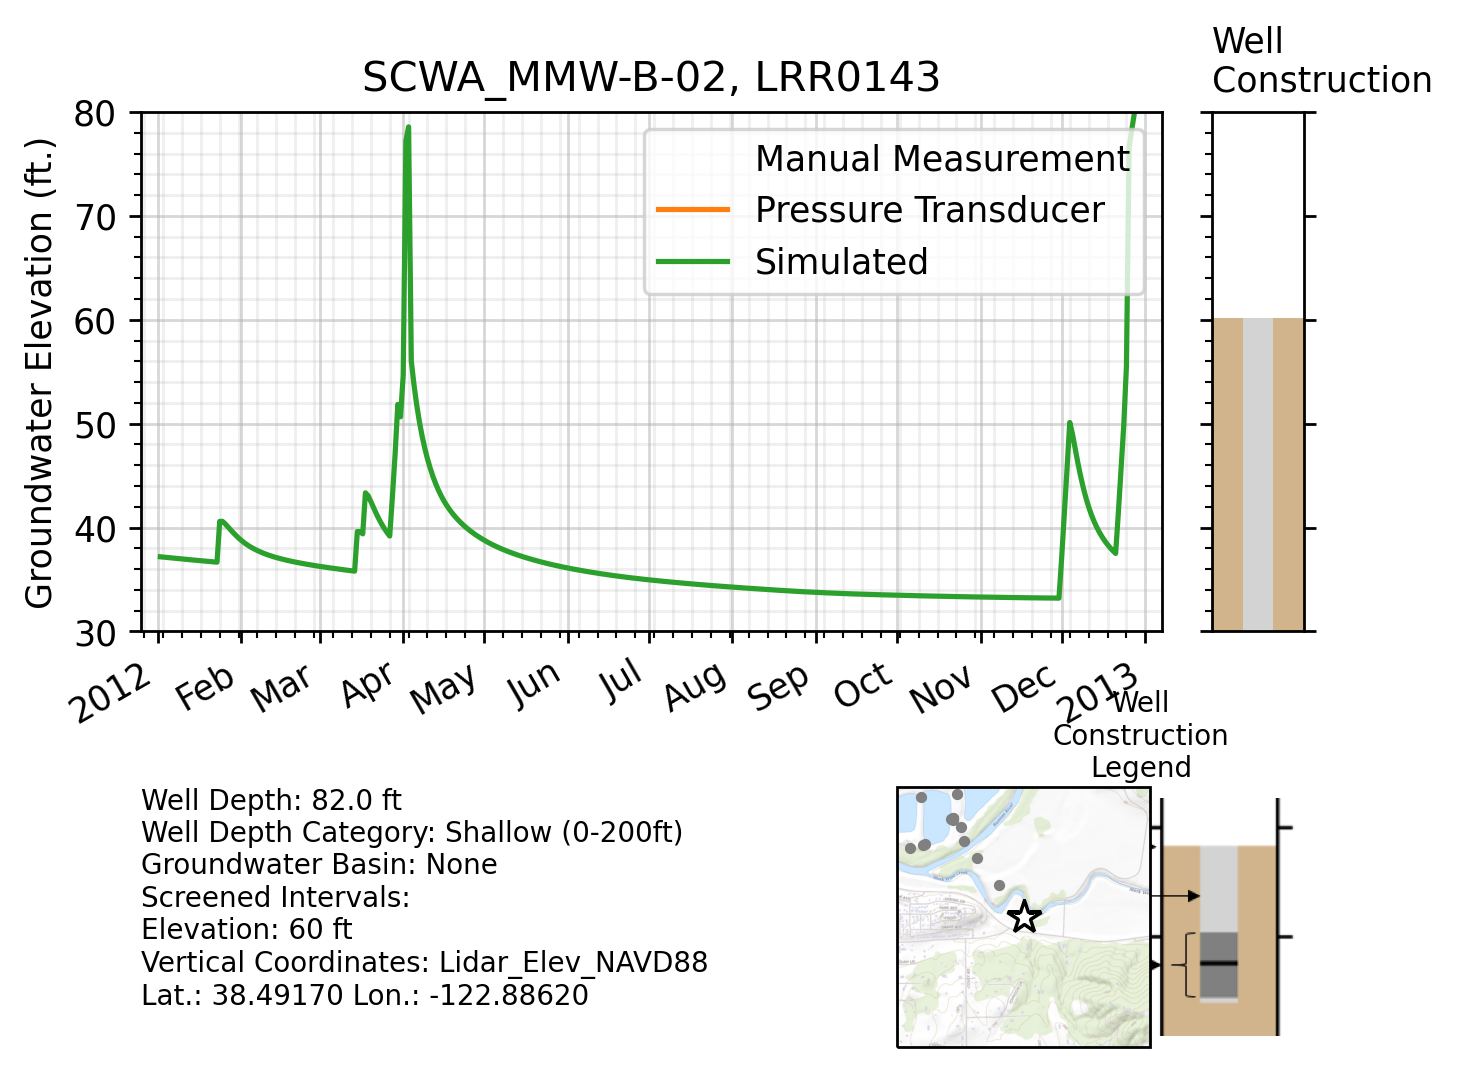 Well
Construction
SCWA_MMW-B-02, LRR0143
Groundwater Elevation (ft.)
80
70
60
50
40
30
Manual Measurement
Pressure Transducer
Simulated
2012
Feb
Mar
Apr
May
Jun
Jul
Aug
Sep
Oct
Nov
Dec
2013
Well
Construction
Legend
Well Depth: 82.0 ft
Well Depth Category: Shallow (0-200ft)
Groundwater Basin: None
Screened Intervals:
Elevation: 60 ft
Vertical Coordinates: Lidar_Elev_NAVD88
Lat.: 38.49170 Lon.: -122.88620